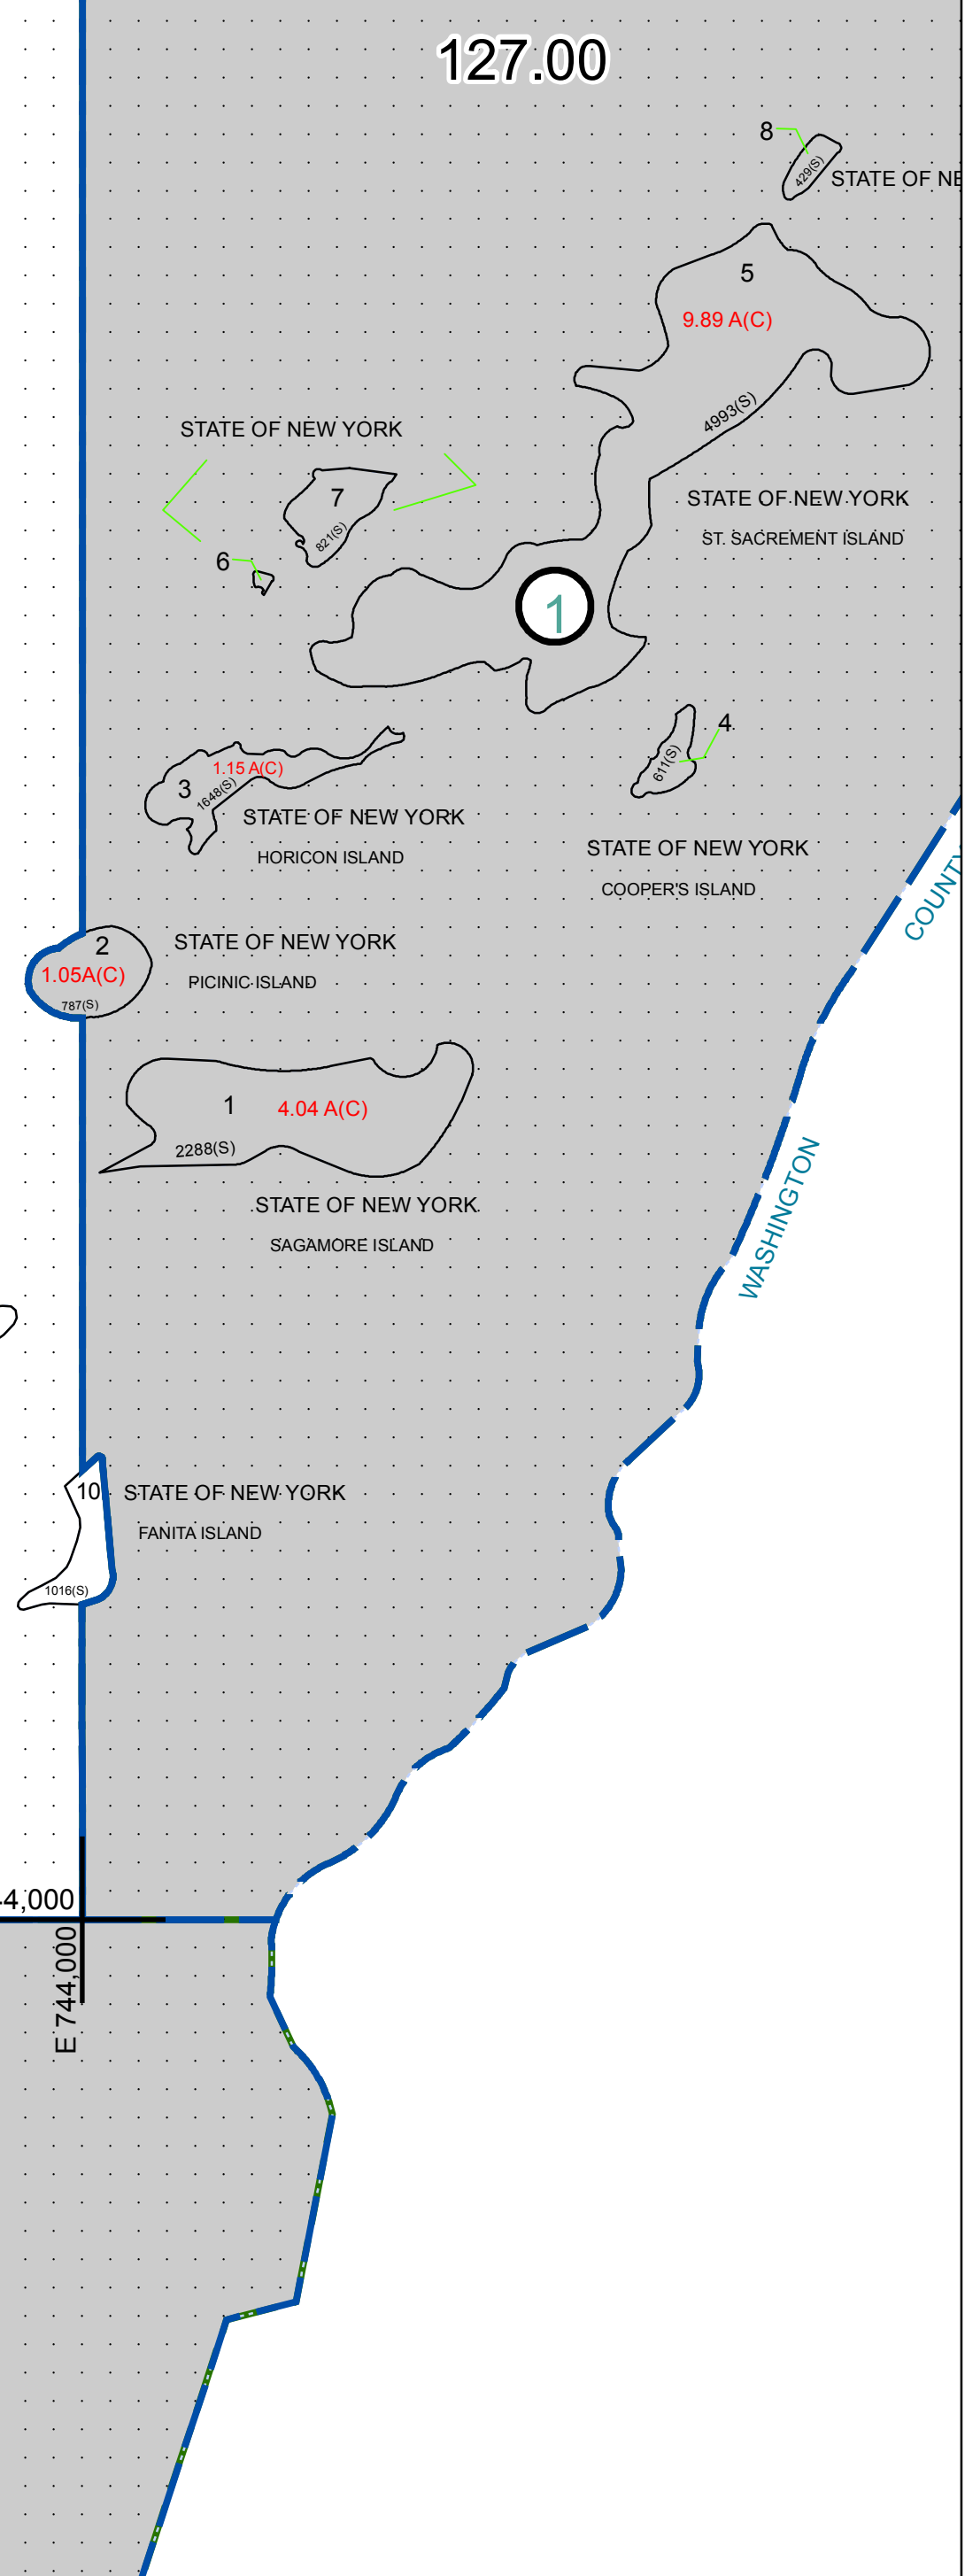 127.00
8
429(S)
STATE OF NE
5
9.89 A(C)
4993(S)
STATE OF NEW YORK
7
821(S)
STATE OF NEW YORK
ST. SACREMENT ISLAND
6
1
4
611(S)
1.15 A(C)
3
1648(S)
STATE OF NEW YORK
HORICON ISLAND
STATE OF NEW YORK
COOPER'S ISLAND
COUNTY
2
1.05A(C)
787(S)
STATE OF NEW YORK
PICINIC ISLAND
1
4.04 A(C)
2288(S)
STATE OF NEW YORK
SAGAMORE ISLAND
WASHINGTON
10
STATE OF NEW YORK
FANITA ISLAND
1016(S)
4,000
E 744,000